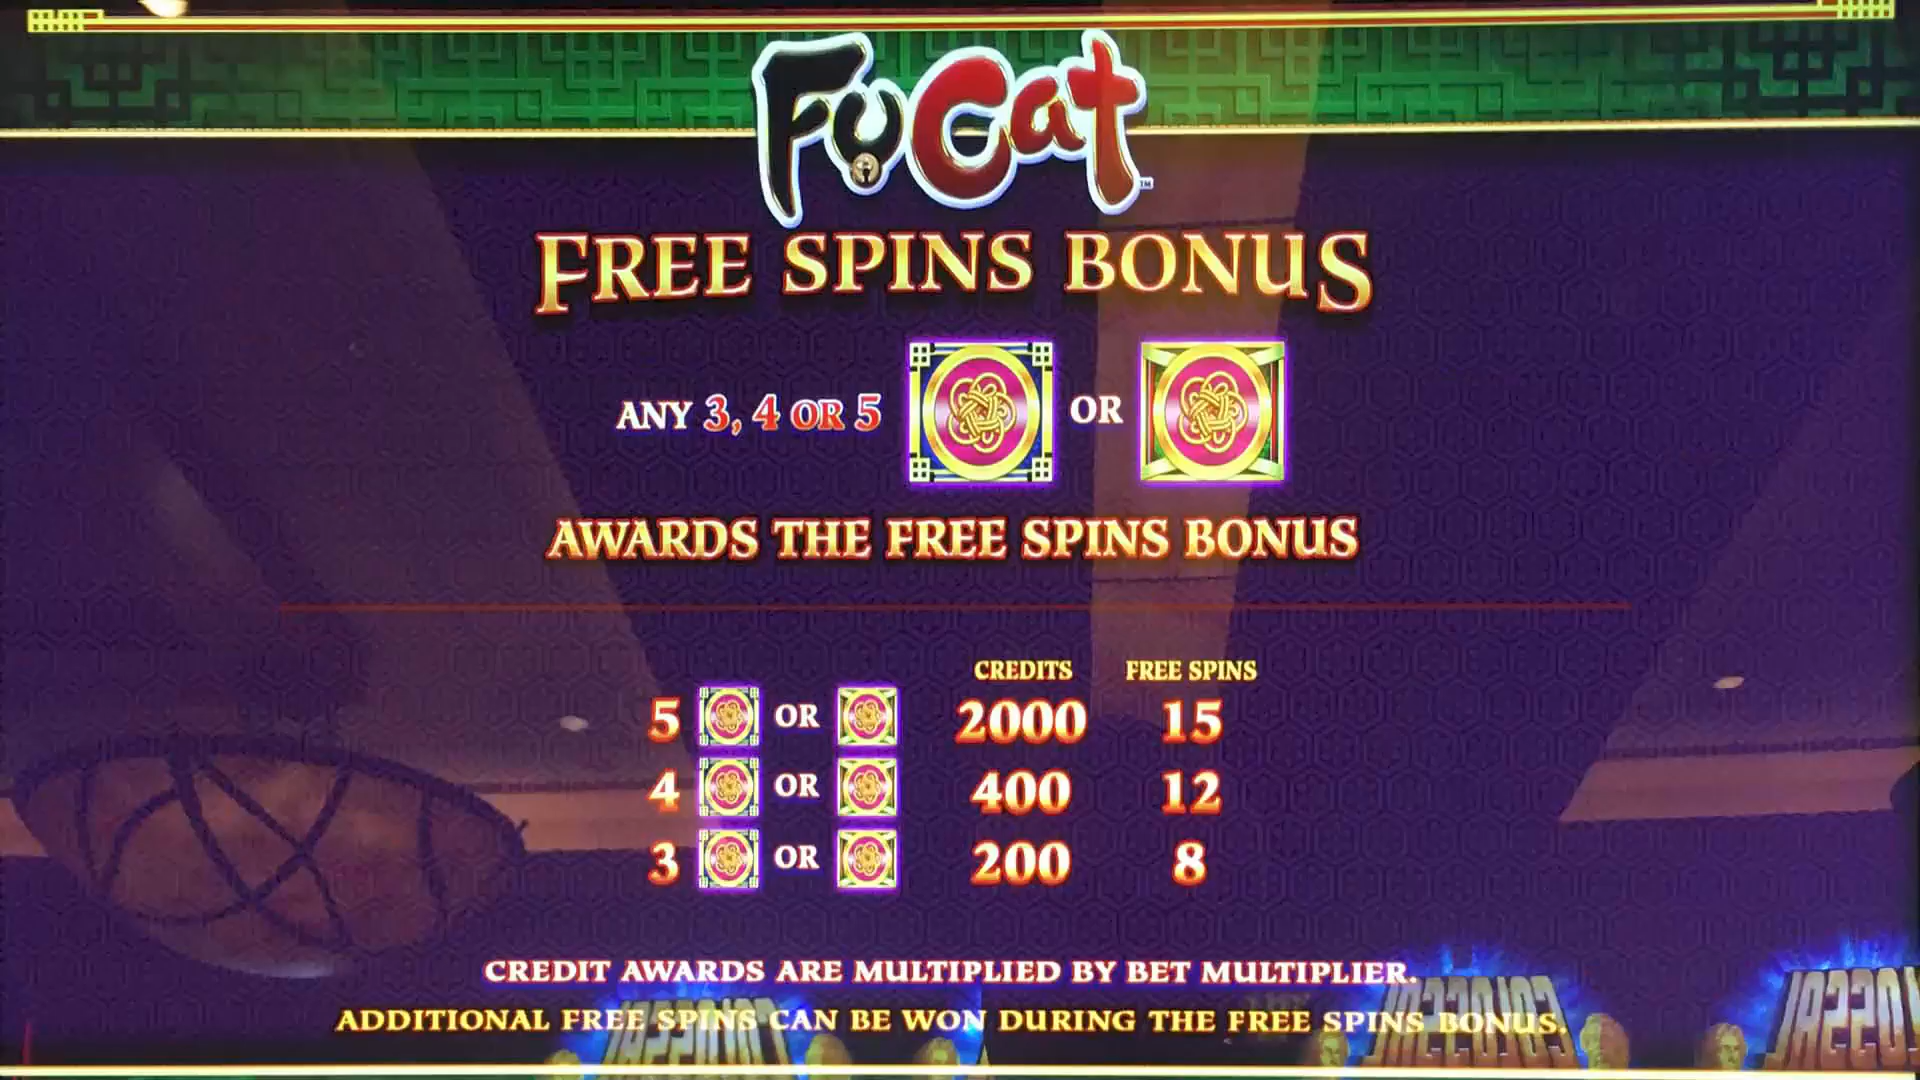 Fu Cat™
FREE SPINS BONUS
ANY 3, 4 OR 5 OR
AWARDS THE FREE SPINS BONUS
CREDITS FREE SPINS
5 OR 2000 15
4 OR 400 12
3 OR 200 8
CREDIT AWARDS ARE MULTIPLIED BY BET MULTIPLIER.
ADDITIONAL FREE SPINS CAN BE WON DURING THE FREE SPINS BONUS.